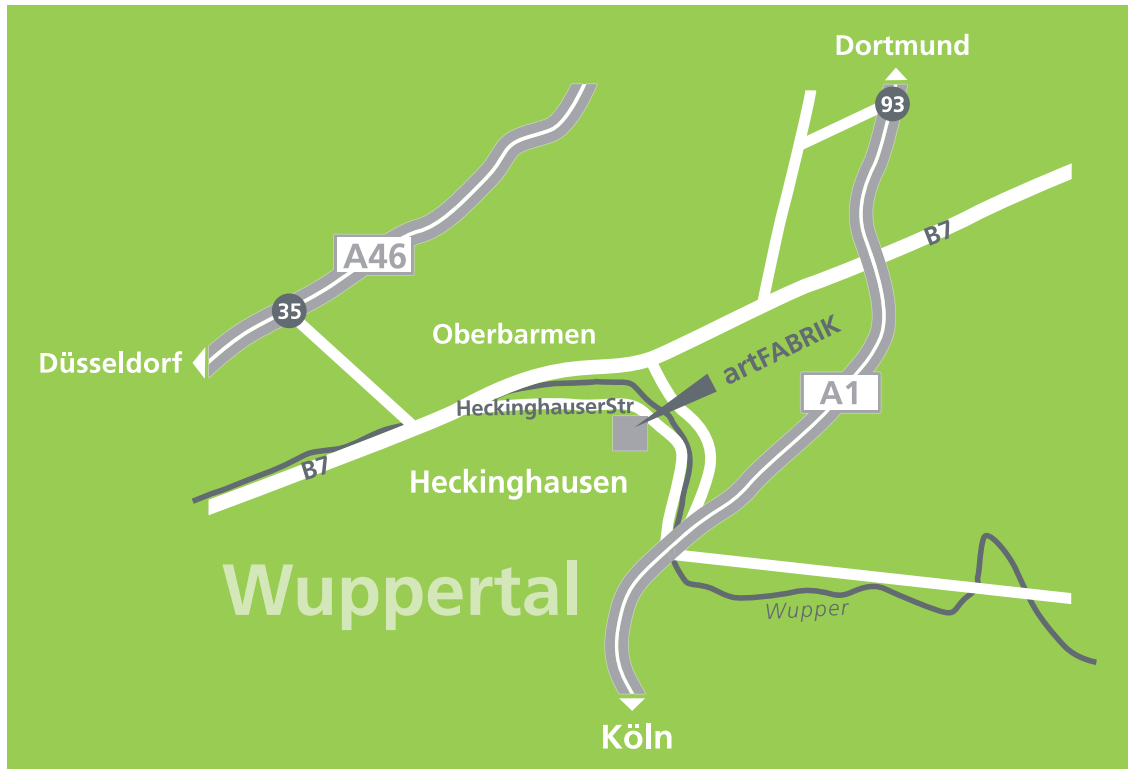 Dortmund
93
B7
A46
35
Oberbarmen
artFABRIK
Düsseldorf
A1
HeckinghauserStr
B7
Heckinghausen
Wuppertal
Wupper
Köln